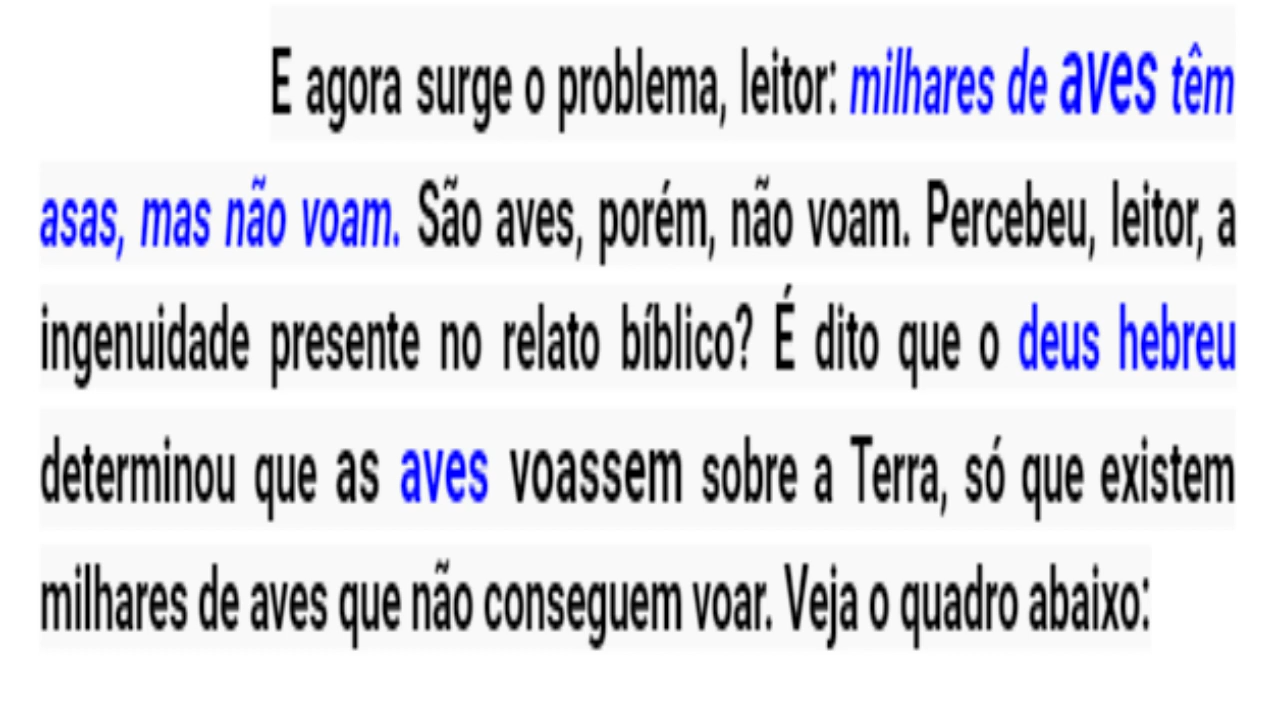 E agora surge o problema, leitor: milhares de aves têm
asas, mas não voam. São aves, porém, não voam. Percebeu, leitor, a
ingenuidade presente no relato bíblico? É dito que o deus hebreu
determinou que as aves voassem sobre a Terra, só que existem
milhares de aves que não conseguem voar. Veja o quadro abaixo: